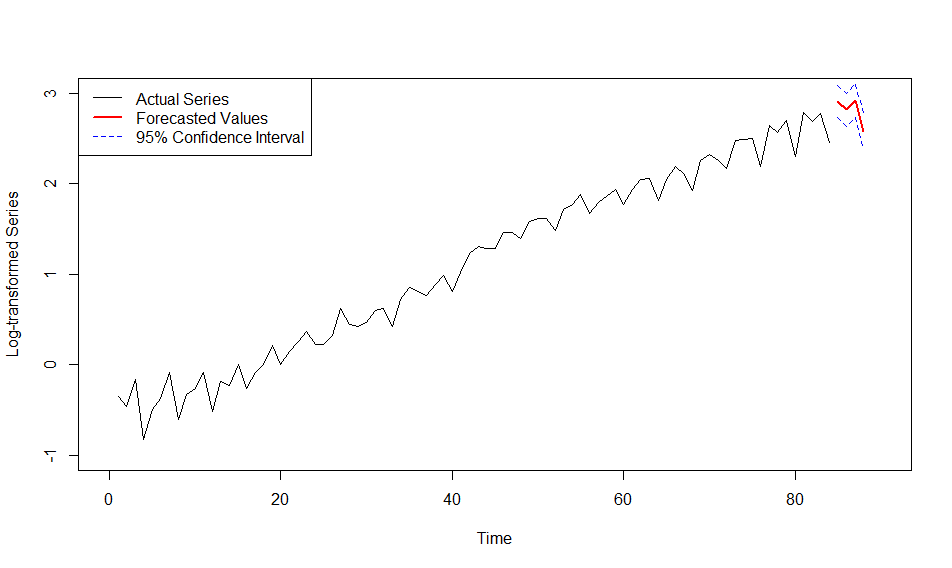 Actual Series
Forecasted Values
95% Confidence Interval
3
2
1
0
-1
Log-transformed Series
0 20 40 60 80
Time